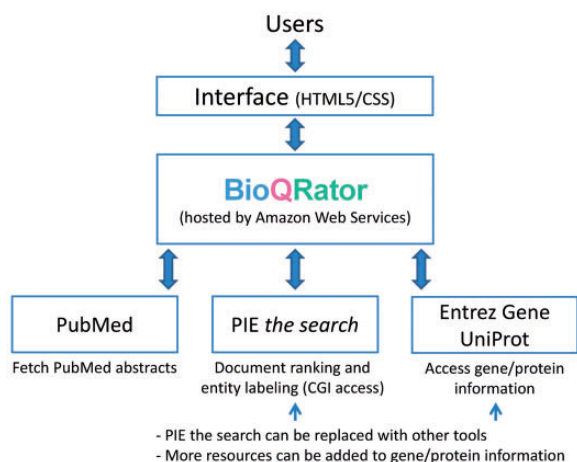 Users
Interface (HTML5/CSS)
BioQRator
(hosted by Amazon Web Services)
PubMed
Fetch PubMed abstracts
PIE the search
Document ranking and
entity labeling (CGI access)
Entrez Gene
UniProt
Access gene/protein
information
- PIE the search can be replaced with other tools
- More resources can be added to gene/protein information